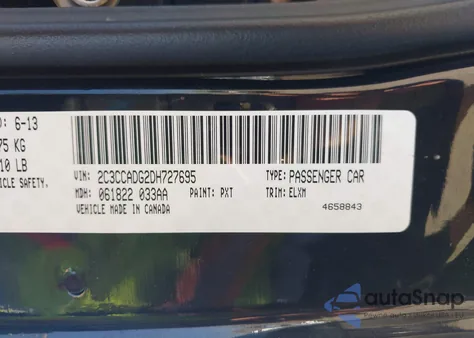 D: 6-13
75 KG
10 LB
ICLE SAFETY.
VIN: 2C3CCADG2DH727695
TYPE: PASSENGER CAR
MDH: 061822 033AA
PAINT: PXT
TRIM: ELXM
VEHICLE MADE IN CANADA
4658843
autoSnap